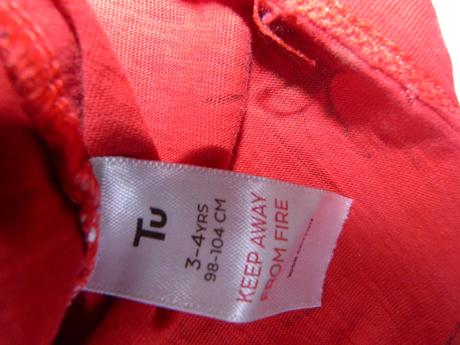 Tu
3-4YRS
98-104 CM
KEEP AWAY
FROM FIRE